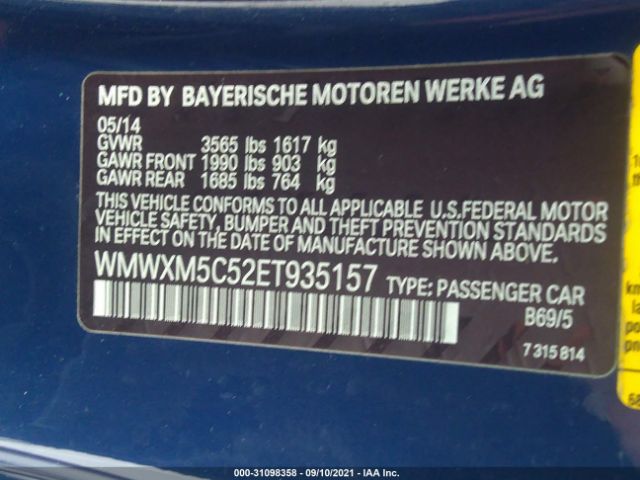 MFD BY BAYERISCHE MOTOREN WERKE AG
05/14
GVWR 3565 lbs 1617 kg
GAWR FRONT 1990 lbs 903 kg
GAWR REAR 1685 lbs 764 kg
THIS VEHICLE CONFORMS TO ALL APPLICABLE U.S.FEDERAL MOTOR
VEHICLE SAFETY, BUMPER AND THEFT PREVENTION STANDARDS
IN EFFECT ON THE DATE OF MANUFACTURE SHOWN ABOVE.
WMWXM5C52ET935157 TYPE: PASSENGER CAR
B69/5
7 315 814
000-31098358 - 09/10/2021 - IAA Inc.